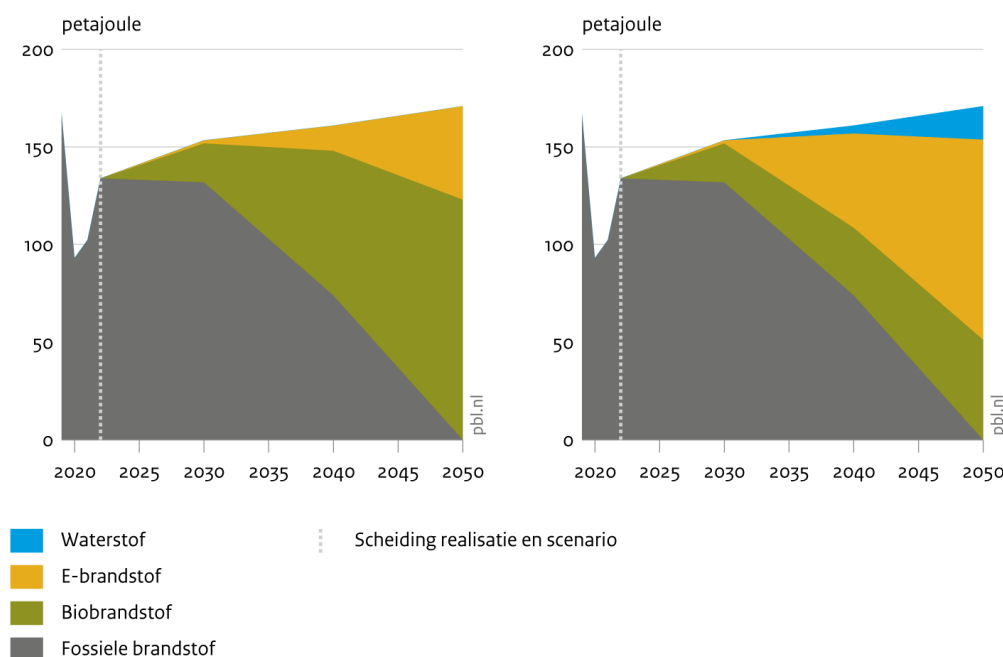 petajoule
200
150
100
50
0
2020 2025 2030 2035 2040 2045 2050
pbl.nl
petajoule
200
150
100
50
0
2020 2025 2030 2035 2040 2045 2050
pbl.nl
Waterstof
E-brandstof
Biobrandstof
Fossiele brandstof
Scheiding realisatie en scenario